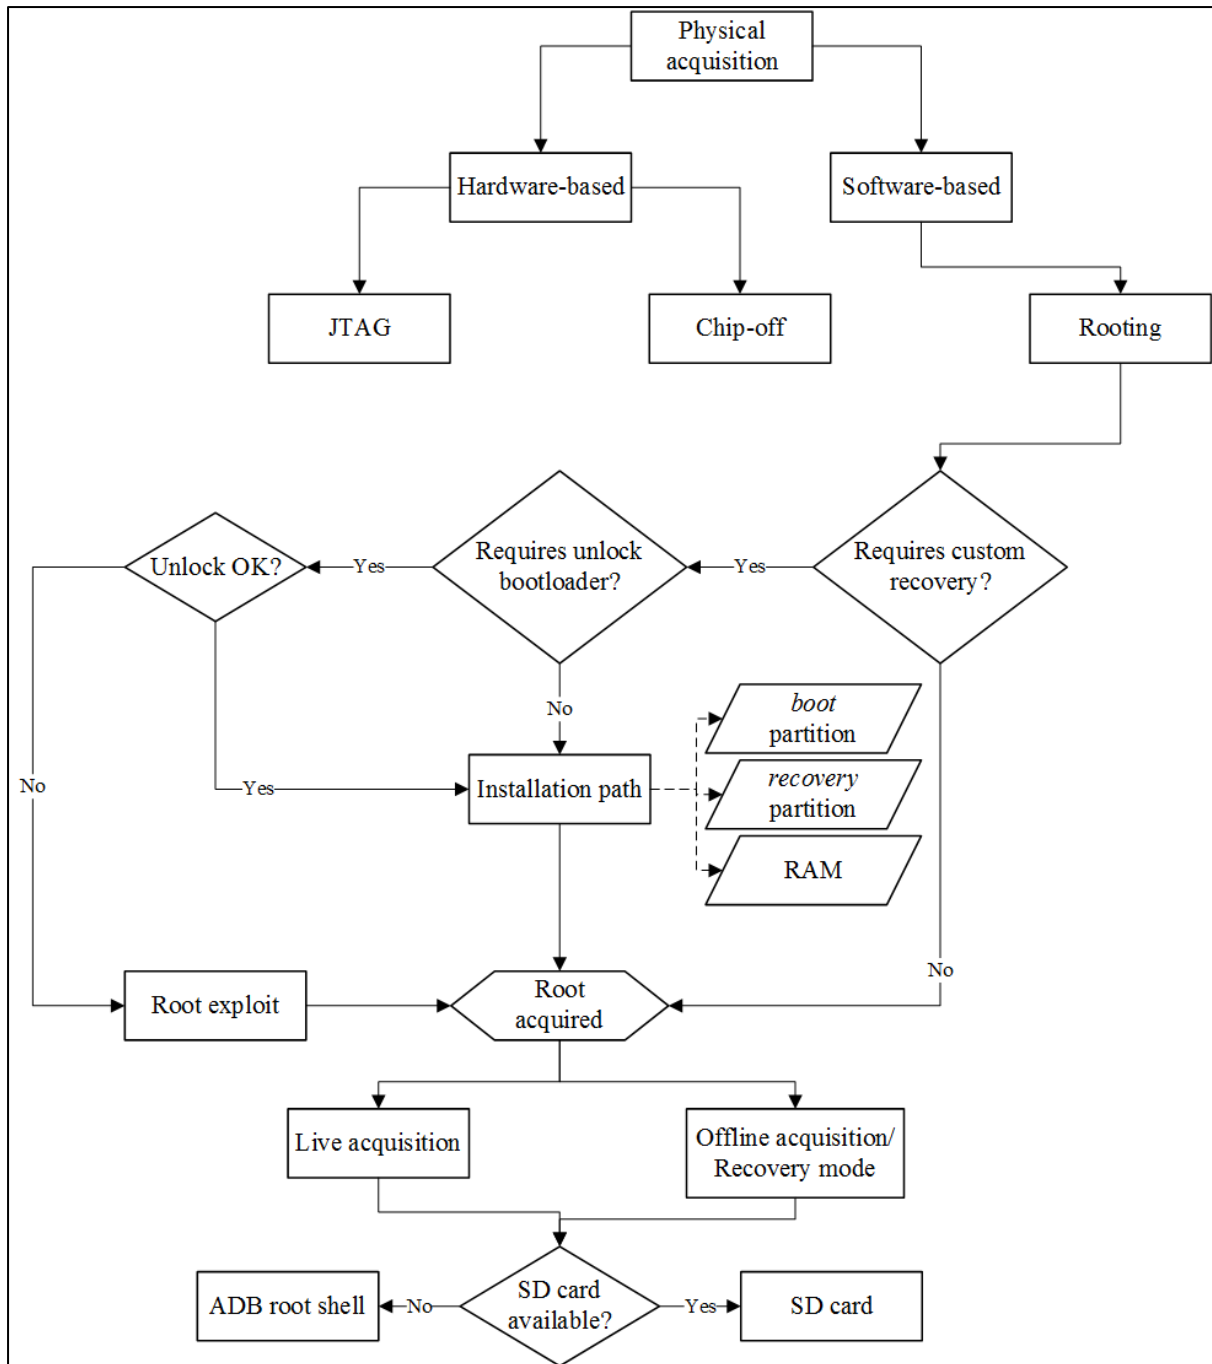 Physical
acquisition
Hardware-based
Software-based
JTAG
Chip-off
Rooting
Unlock OK?
Yes
Requires unlock
bootloader?
Yes
Requires custom
recovery?
No
boot
partition
No
Yes
Installation path
recovery
partition
RAM
No
Root exploit
Root
acquired
Live acquisition
Offline acquisition/
Recovery mode
ADB root shell
No
SD card
available?
Yes
SD card